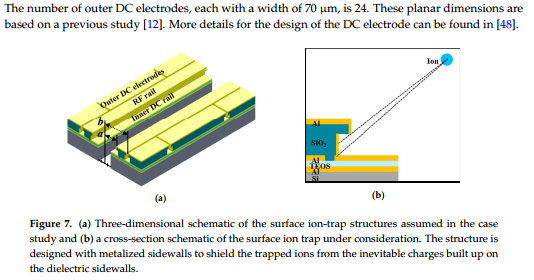 The number of outer DC electrodes, each with a width of 70 μm, is 24. These planar dimensions are
based on a previous study [12]. More details for the design of the DC electrode can be found in [48].
Outer DC electrodes
RF rail
Inner DC rail
b
a
(a)
Ion
Al
SiO2
Al
TEOS
Al
Si
(b)
Figure 7. (a) Three-dimensional schematic of the surface ion-trap structures assumed in the case
study and (b) a cross-section schematic of the surface ion trap under consideration. The structure is
designed with metalized sidewalls to shield the trapped ions from the inevitable charges built up on
the dielectric sidewalls.